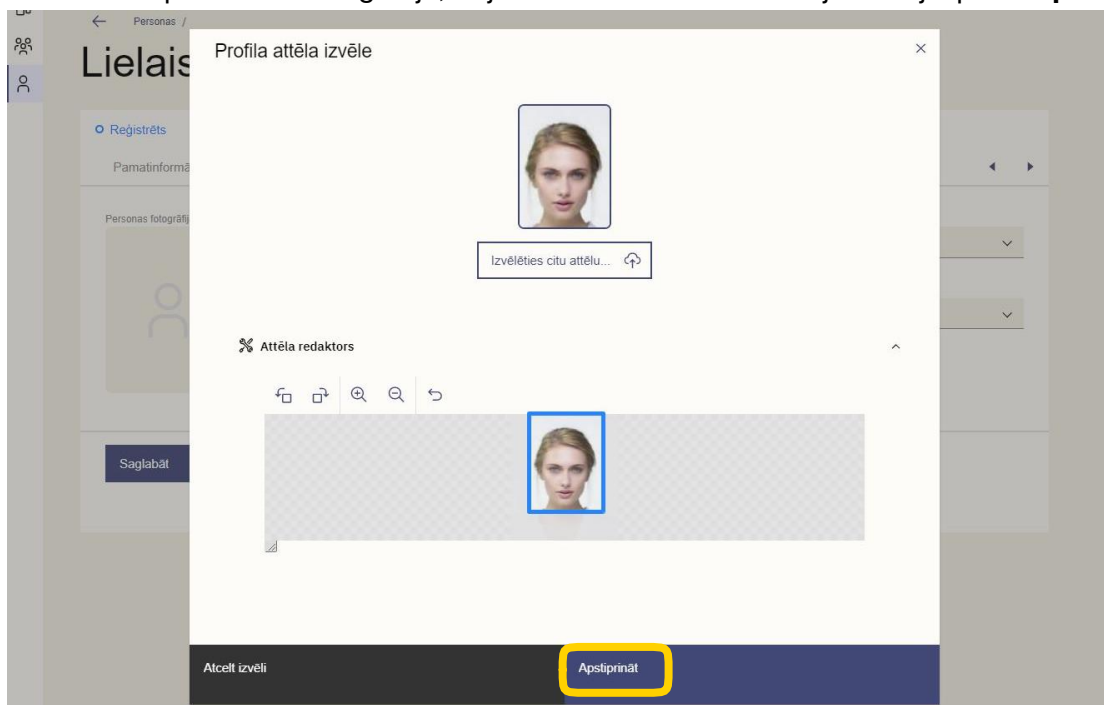 Personas /
Lielais
Profila attēla izvēle
Reģistrēts
Pamatinformā
Personas fotogrāfij
Izvēlēties citu attēlu...
Attēla redaktors
Saglabāt
Atcelt izvēli
Apstiprināt